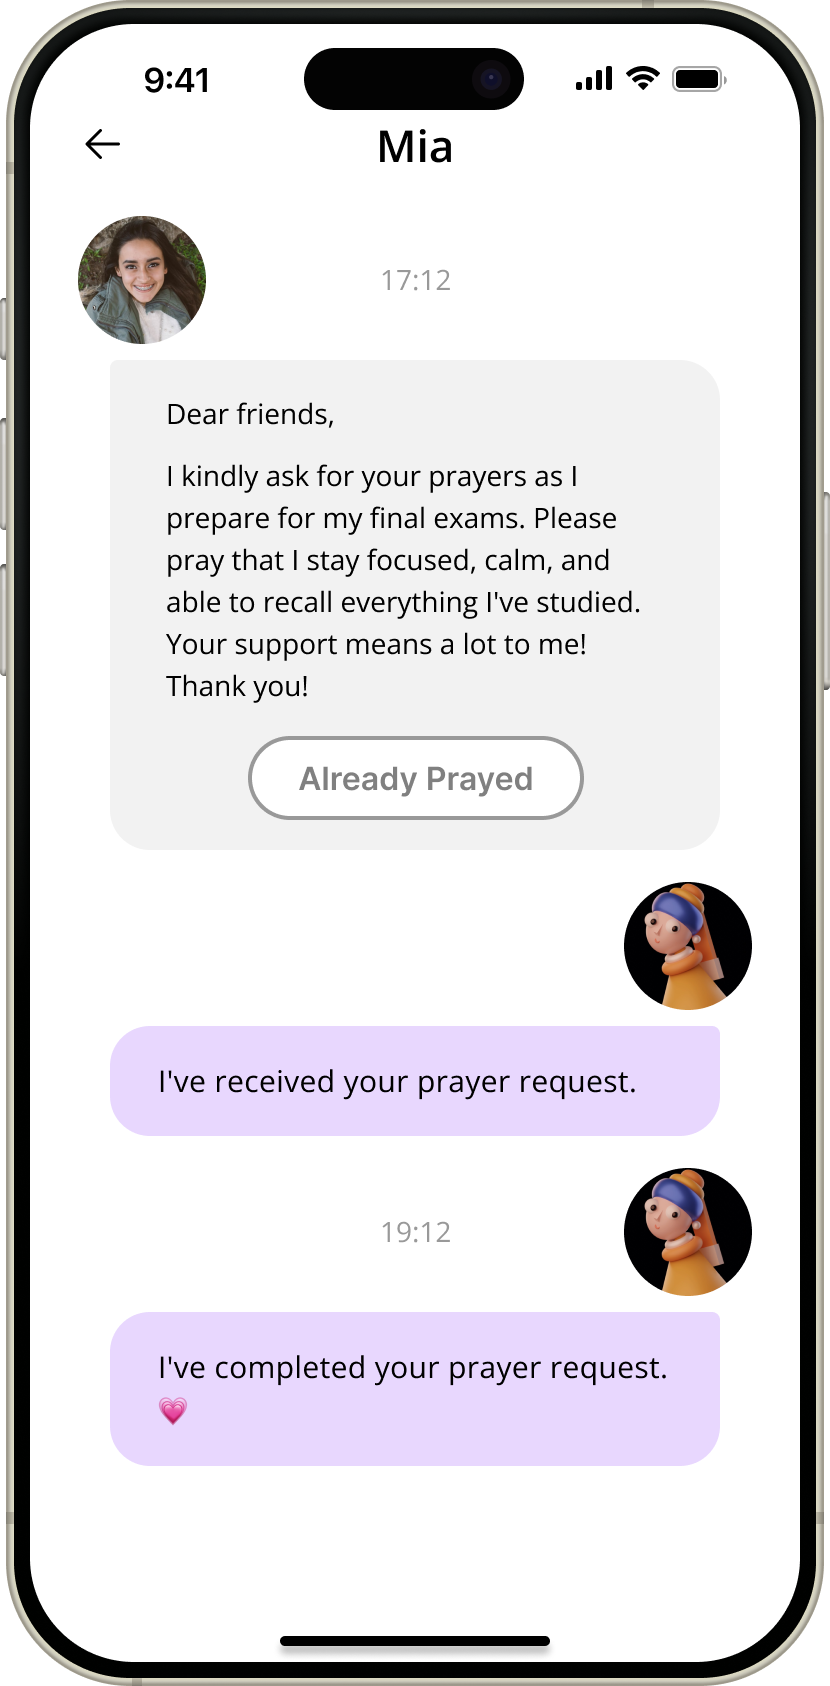 9:41
Mia
17:12
Dear friends,
I kindly ask for your prayers as I
prepare for my final exams. Please
pray that I stay focused, calm, and
able to recall everything I've studied.
Your support means a lot to me!
Thank you!
Already Prayed
I've received your prayer request.
19:12
I've completed your prayer request.
💗